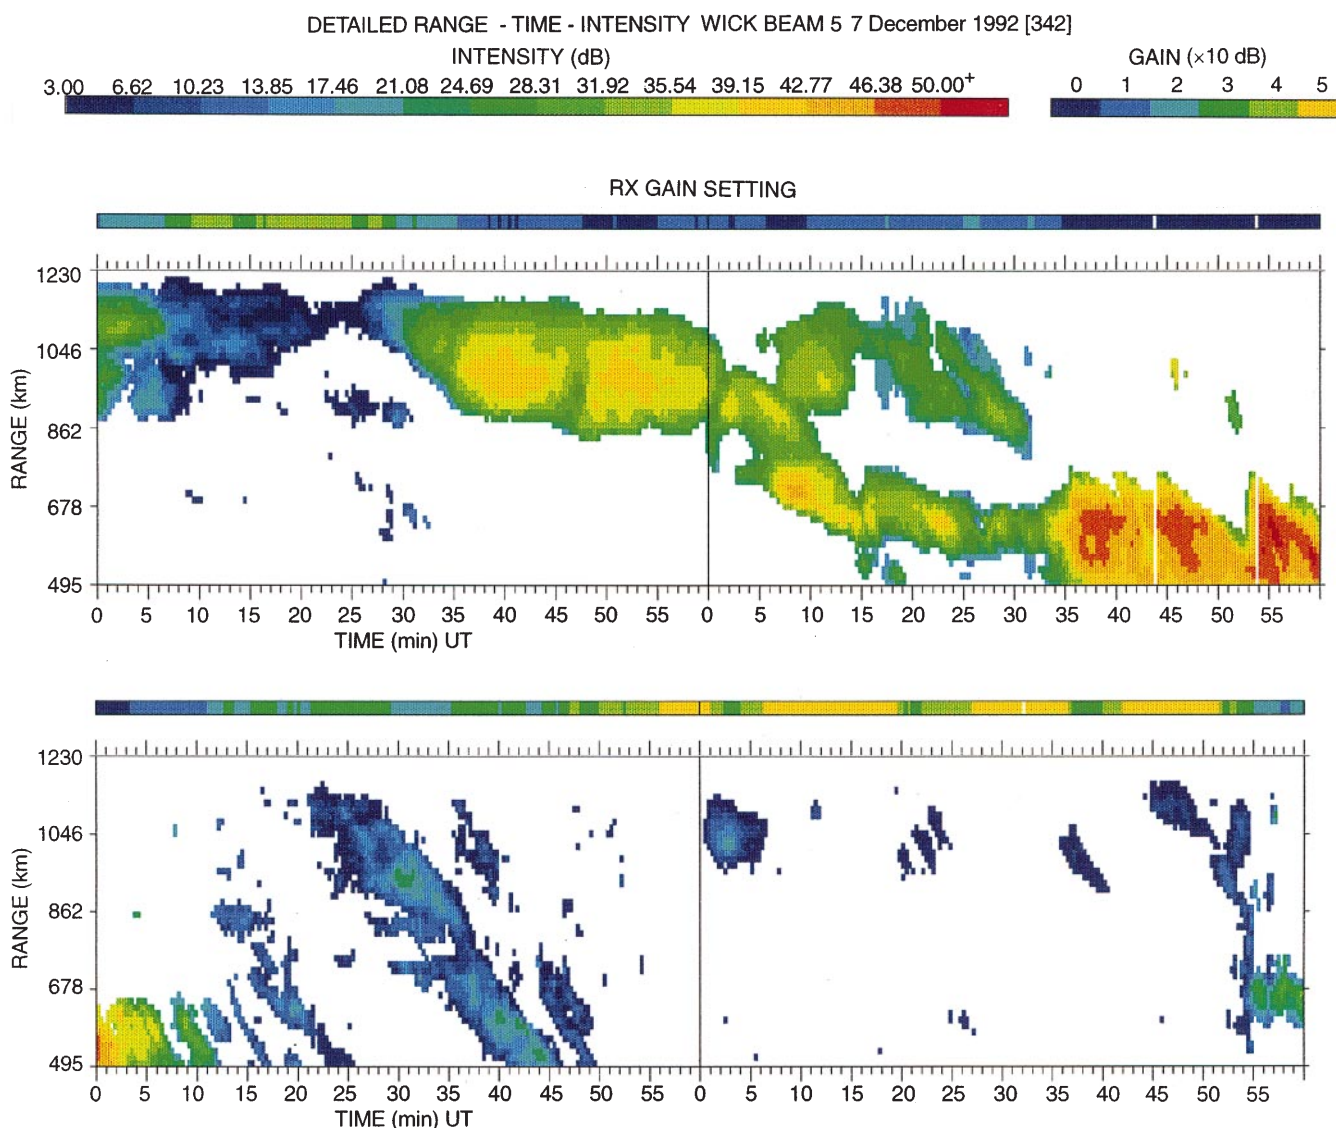 DETAILED RANGE - TIME - INTENSITY WICK BEAM 5 7 December 1992 [342]
INTENSITY (dB) GAIN (×10 dB)
3.00 6.62 10.23 13.85 17.46 21.08 24.69 28.31 31.92 35.54 39.15 42.77 46.38 50.00+ 0 1 2 3 4 5
RX GAIN SETTING
1230
1046
862
678
495
RANGE (km)
0 5 10 15 20 25 30 35 40 45 50 55 0 5 10 15 20 25 30 35 40 45 50 55
TIME (min) UT
1230
1046
862
678
495
RANGE (km)
0 5 10 15 20 25 30 35 40 45 50 55 0 5 10 15 20 25 30 35 40 45 50 55
TIME (min) UT